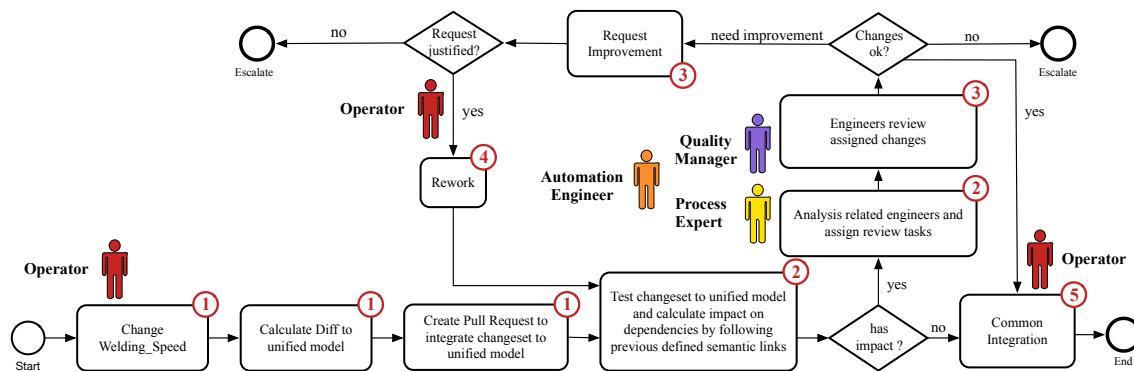 no
Request
justified?
Request
Improvement
need improvement
Changes
ok?
no
Escalate
3
Escalate
Operator
yes
3
yes
Engineers review
assigned changes
Quality
Manager
4
Rework
Automation
Engineer
Process
Expert
2
Analysis related engineers and
assign review tasks
Operator
Operator
1
1
1
2
yes
5
Start
Change
Welding_Speed
Calculate Diff to
unified model
Create Pull Request to
integrate changeset to
unified model
Test changeset to unified model
and calculate impact on
dependencies by following
previous defined semantic links
has
impact ?
no
Common
Integration
End